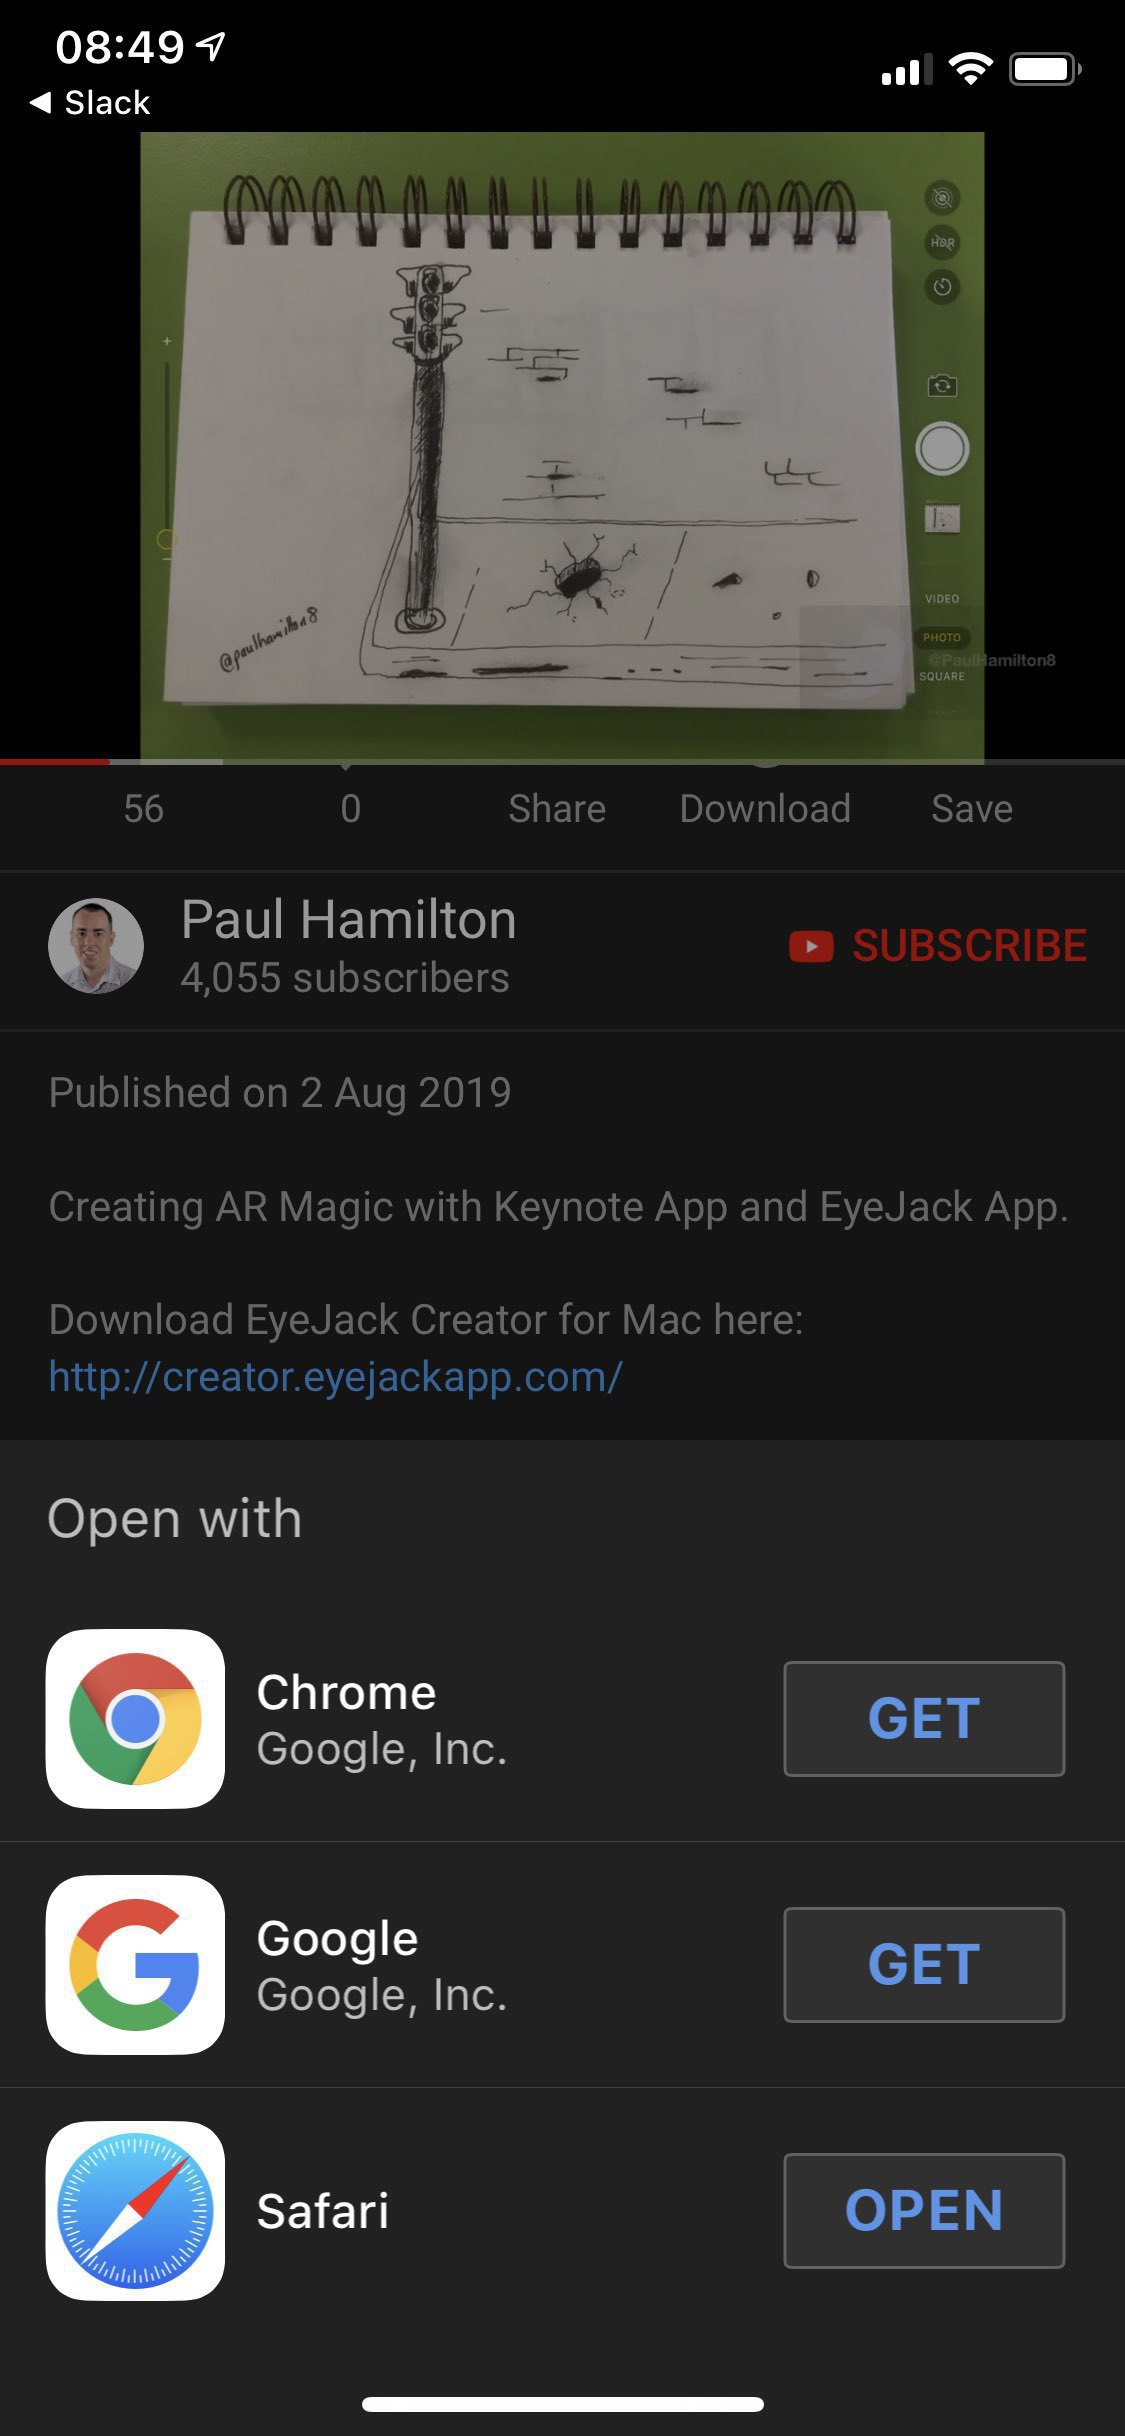 08:49
◀ Slack
HDR
VIDEO
PHOTO
@PaulHamilton8
SQUARE
@paulhamilton8
56
0
Share
Download
Save
Paul Hamilton
4,055 subscribers
SUBSCRIBE
Published on 2 Aug 2019
Creating AR Magic with Keynote App and EyeJack App.
Download EyeJack Creator for Mac here:
http://creator.eyejackapp.com/
Open with
Chrome
Google, Inc.
GET
Google
Google, Inc.
GET
Safari
OPEN